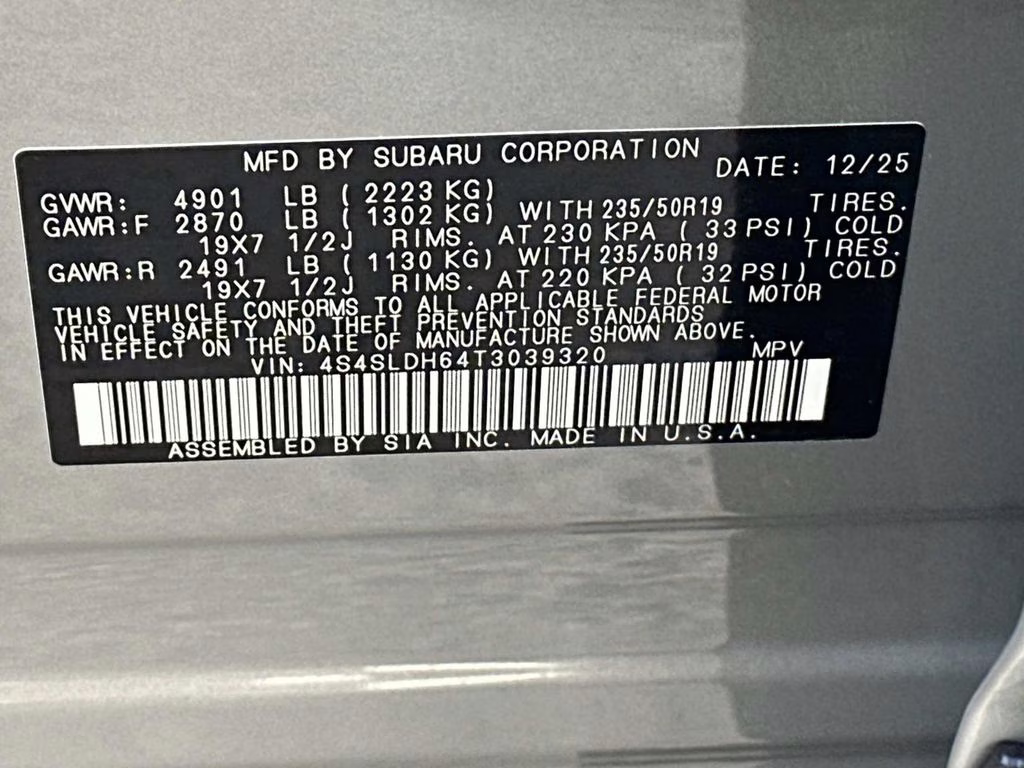 MFD BY SUBARU CORPORATION DATE: 12/25
GVWR: 4901 LB ( 2223 KG)
GAWR:F 2870 LB ( 1302 KG) WITH 235/50R19 TIRES.
19X7 1/2J RIMS. AT 230 KPA ( 33 PSI) COLD
GAWR:R 2491 LB ( 1130 KG) WITH 235/50R19 TIRES.
19X7 1/2J RIMS. AT 220 KPA ( 32 PSI) COLD
THIS VEHICLE CONFORMS TO ALL APPLICABLE FEDERAL MOTOR
VEHICLE SAFETY AND THEFT PREVENTION STANDARDS
IN EFFECT ON THE DATE OF MANUFACTURE SHOWN ABOVE.
VIN: 4S4SLDH64T3039320 MPV
ASSEMBLED BY SIA INC. MADE IN U.S.A.